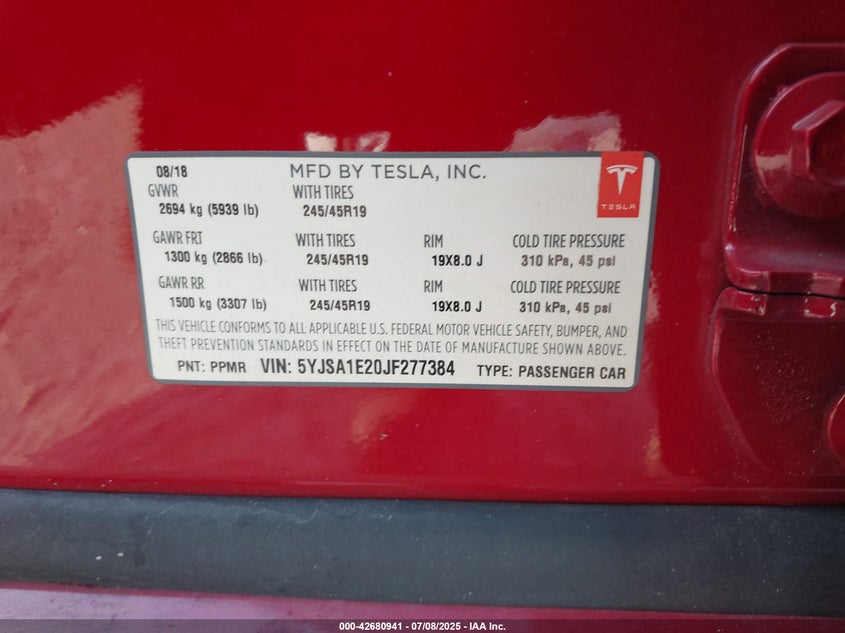 08/18 MFD BY TESLA, INC.
GVWR WITH TIRES
2694 kg (5939 lb) 245/45R19
TESLA
GAWR FRT WITH TIRES RIM COLD TIRE PRESSURE
1300 kg (2866 lb) 245/45R19 19X8.0 J 310 kPa, 45 psi
GAWR RR WITH TIRES RIM COLD TIRE PRESSURE
1500 kg (3307 lb) 245/45R19 19X8.0 J 310 kPa, 45 psi
THIS VEHICLE CONFORMS TO ALL APPLICABLE U.S. FEDERAL MOTOR VEHICLE SAFETY, BUMPER, AND
THEFT PREVENTION STANDARDS IN EFFECT ON THE DATE OF MANUFACTURE SHOWN ABOVE.
PNT: PPMR VIN: 5YJSA1E20JF277384 TYPE: PASSENGER CAR
000-42680941 - 07/08/2025 - IAA Inc.